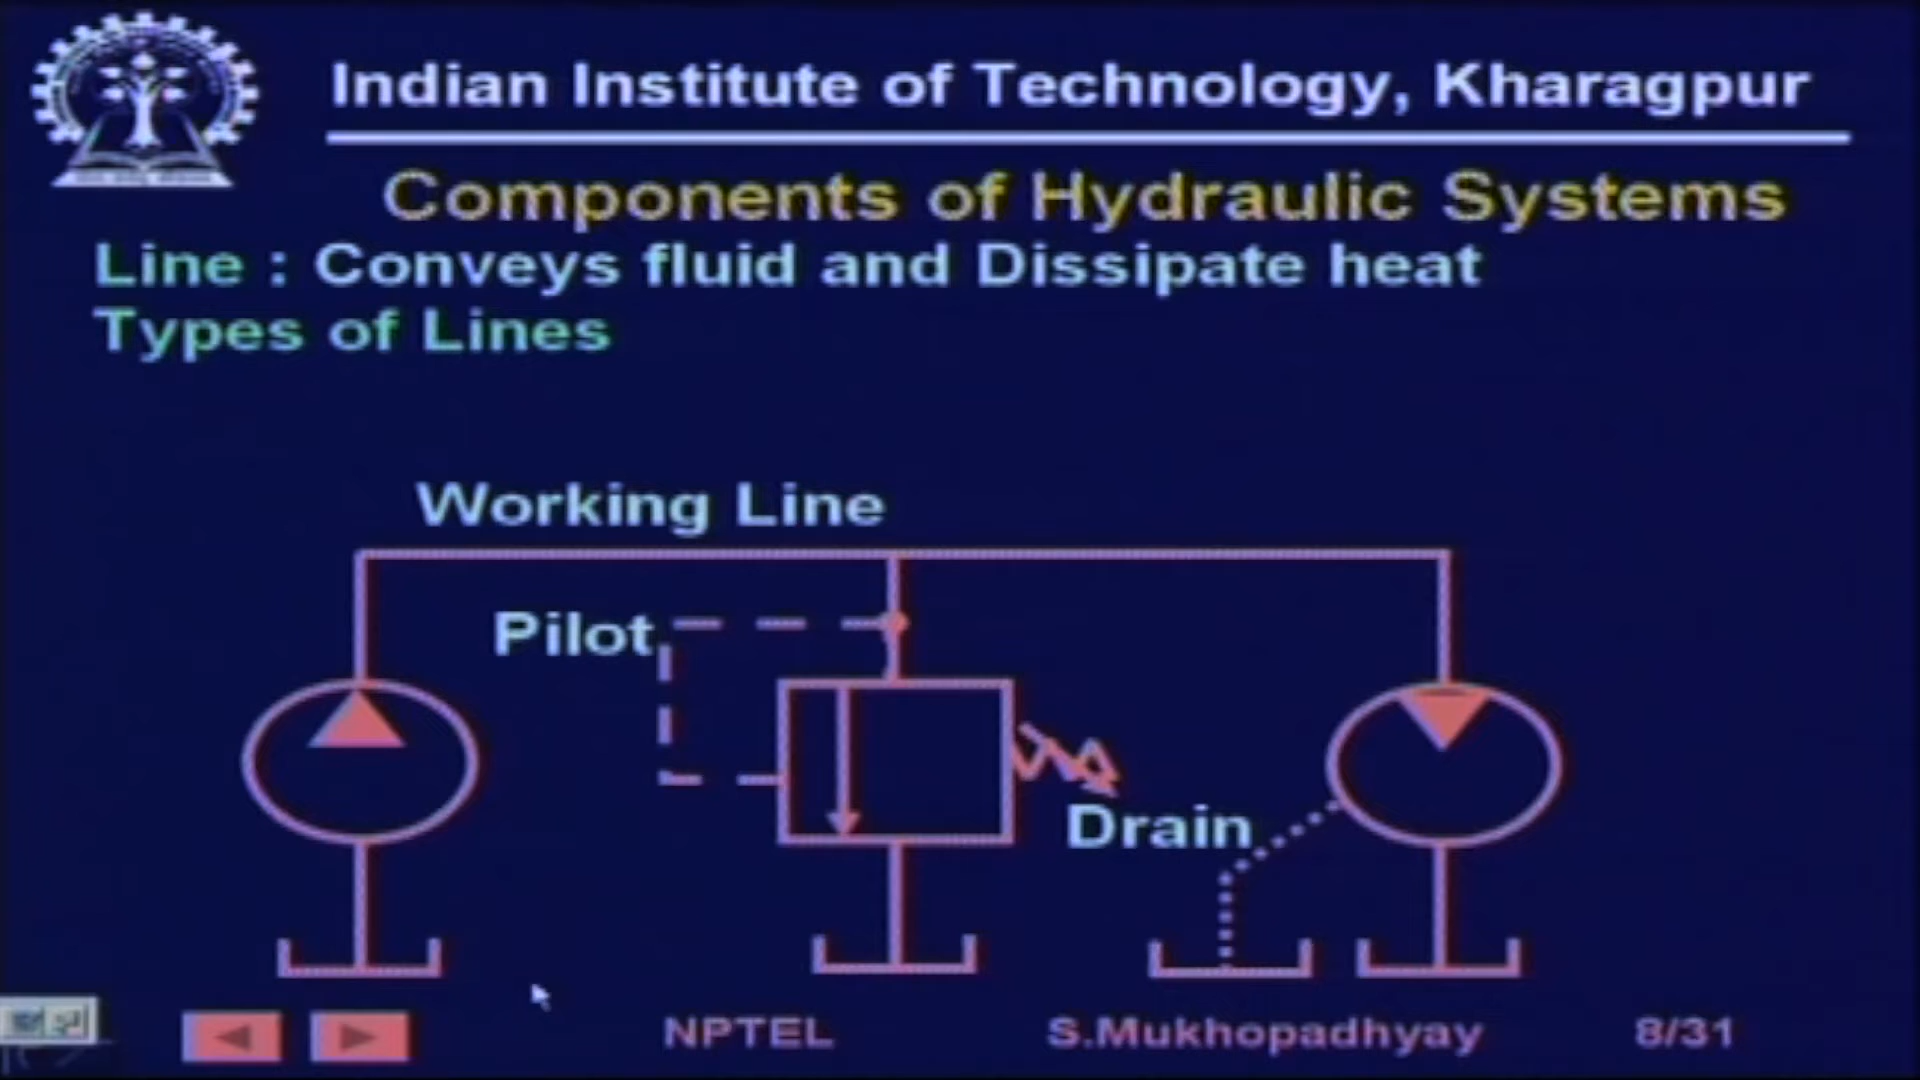 Indian Institute of Technology, Kharagpur
Components of Hydraulic Systems
Line : Conveys fluid and Dissipate heat
Types of Lines
Working Line
Pilot
Drain
NPTEL
S.Mukhopadhyay
8/31